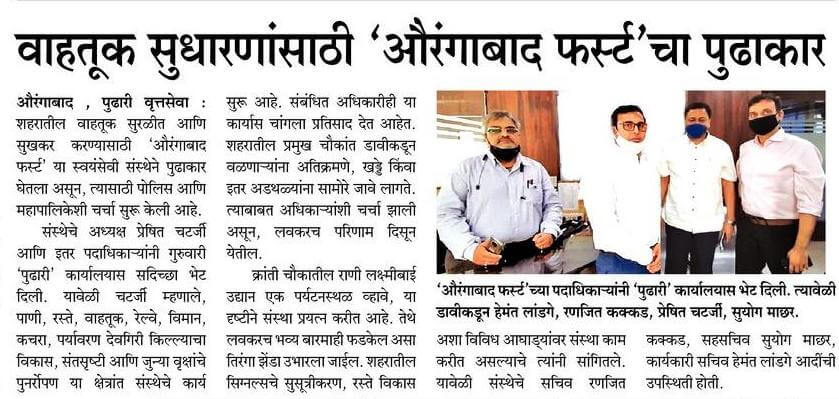 वाहतूक सुधारणांसाठी ‘औरंगाबाद फर्स्ट’चा पुढाकार
औरंगाबाद , पुढारी वृत्तसेवा :
शहरातील वाहतूक सुरळीत आणि
सुखकर करण्यासाठी ‘औरंगाबाद
फर्स्ट’ या स्वयंसेवी संस्थेने पुढाकार
घेतला असून, त्यासाठी पोलिस आणि
महापालिकेशी चर्चा सुरू केली आहे.
संस्थेचे अध्यक्ष प्रेषित चटर्जी
आणि इतर पदाधिकाऱ्यांनी गुरुवारी
‘पुढारी’ कार्यालयास सदिच्छा भेट
दिली. यावेळी चटर्जी म्हणाले,
पाणी, रस्ते, वाहतूक, रेल्वे, विमान,
कचरा, पर्यावरण देवगिरी किल्ल्याचा
विकास, संतसृष्टी आणि जुन्या वृक्षांचे
पुनर्रोपण या क्षेत्रांत संस्थेचे कार्य
सुरू आहे. संबंधित अधिकारीही या
कार्यास चांगला प्रतिसाद देत आहेत.
शहरातील प्रमुख चौकांत डावीकडून
वळणाऱ्यांना अतिक्रमणे, खड्डे किंवा
इतर अडथळ्यांना सामोरे जावे लागते.
त्याबाबत अधिकाऱ्यांशी चर्चा झाली
असून, लवकरच परिणाम दिसून
येतील.
क्रांती चौकातील राणी लक्ष्मीबाई
उद्यान एक पर्यटनस्थळ व्हावे, या
दृष्टीने संस्था प्रयत्न करीत आहे. तेथे
लवकरच भव्य बारमाही फडकेल असा
तिरंगा झेंडा उभारला जाईल. शहरातील
सिग्नल्सचे सुसूत्रीकरण, रस्ते विकास
‘औरंगाबाद फर्स्ट’च्या पदाधिकाऱ्यांनी ‘पुढारी’ कार्यालयास भेट दिली. त्यावेळी
डावीकडून हेमंत लांडगे, रणजित कक्कड, प्रेषित चटर्जी, सुयोग माछर.
अशा विविध आघाड्यांवर संस्था काम
करीत असल्याचे त्यांनी सांगितले.
यावेळी संस्थेचे सचिव रणजित
कक्कड, सहसचिव सुयोग माछर,
कार्यकारी सचिव हेमंत लांडगे आदींची
उपस्थिती होती.